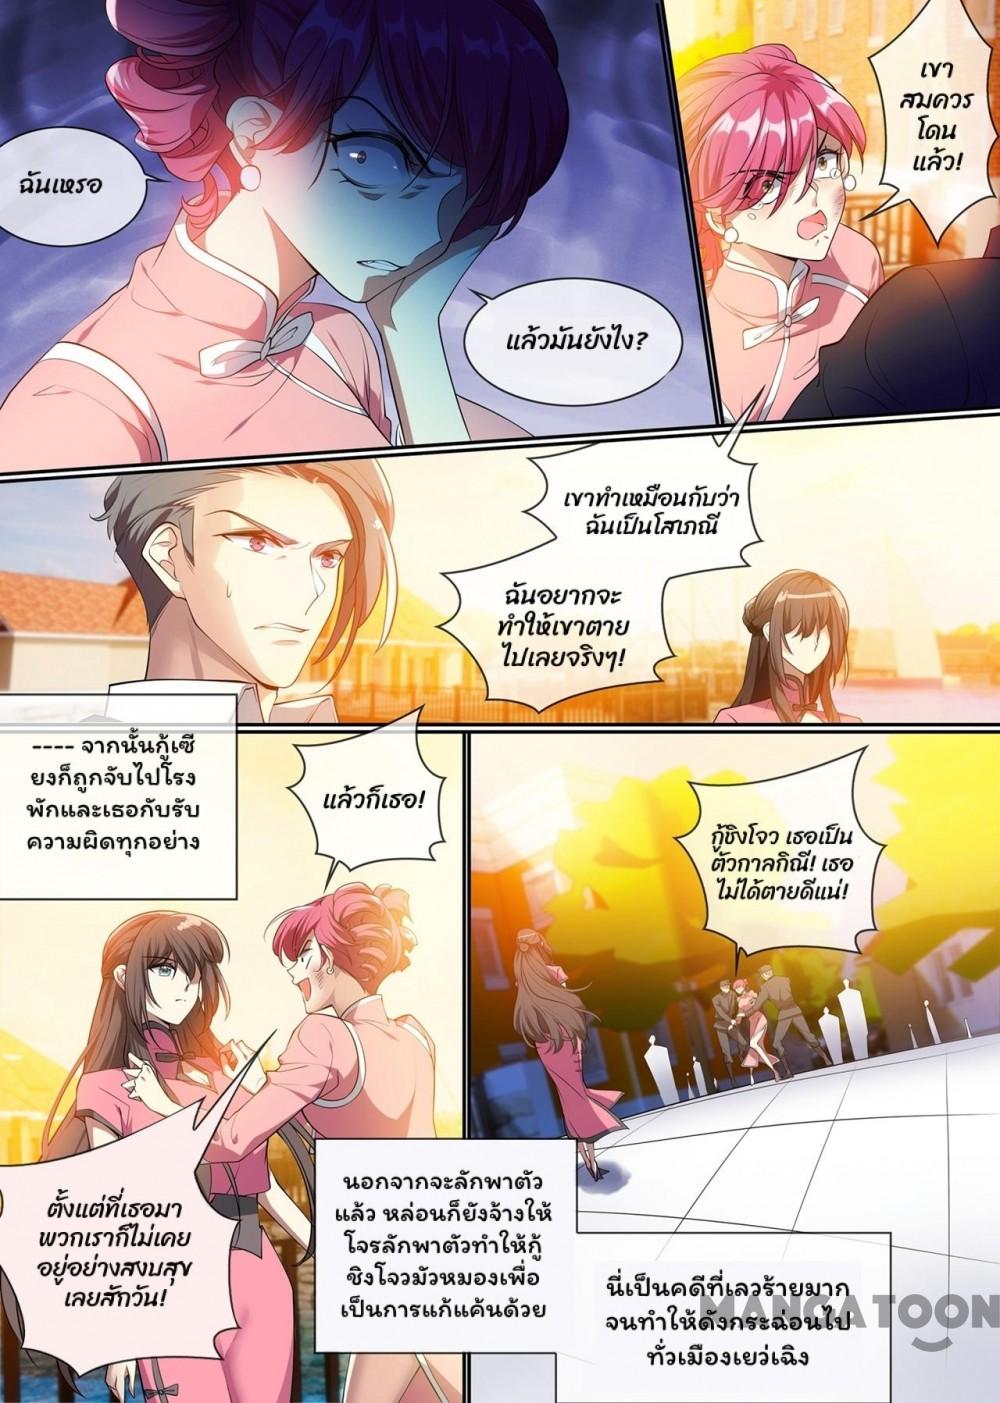 ฉันเหรอ
แล้วมันยังไง?
เขา
สมควร
โดน
แล้ว!
เขาทำเหมือนกับว่า
ฉันเป็นโสเภณี
ฉันอยากจะ
ทำให้เขาตาย
ไปเลยจริงๆ!
---- จากนั้นกู้เซี
ยงก็ถูกจับไปโรง
พักและเธอกับรับ
ความผิดทุกอย่าง
แล้วก็เธอ!
กู้ชิงโจว เธอเป็น
ตัวกาลกิณี! เธอ
ไม่ได้ตายดีแน่!
ตั้งแต่ที่เธอมา
พวกเราก็ไม่เคย
อยู่อย่างสงบสุข
เลยสักวัน!
นอกจากจะลักพาตัว
แล้ว หล่อนก็ยังจ้างให้
โจรลักพาตัวทำให้กู้
ชิงโจวมัวหมองเพื่อ
เป็นการแก้แค้นด้วย
นี่เป็นคดีที่เลวร้ายมาก
จนทำให้ดังกระฉ่อนไป
ทั่วเมืองเยว่เฉิง
MANGATOON